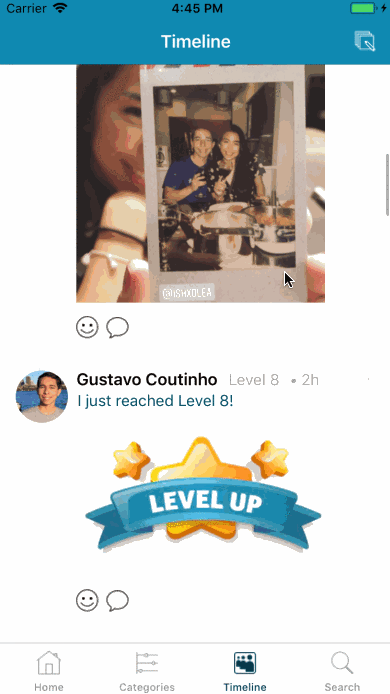 Carrier 4:45 PM
Timeline
@ISHXOLEA
Gustavo Coutinho Level 8 • 2h
I just reached Level 8!
LEVEL UP
Home Categories Timeline Search